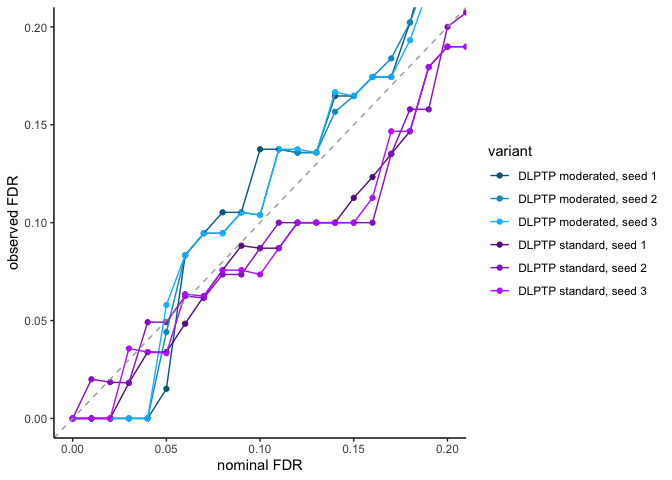 0.20
0.15
0.10
0.05
0.00
observed FDR
0.00
0.05
0.10
0.15
0.20
nominal FDR
variant
DLPTP moderated, seed 1
DLPTP moderated, seed 2
DLPTP moderated, seed 3
DLPTP standard, seed 1
DLPTP standard, seed 2
DLPTP standard, seed 3